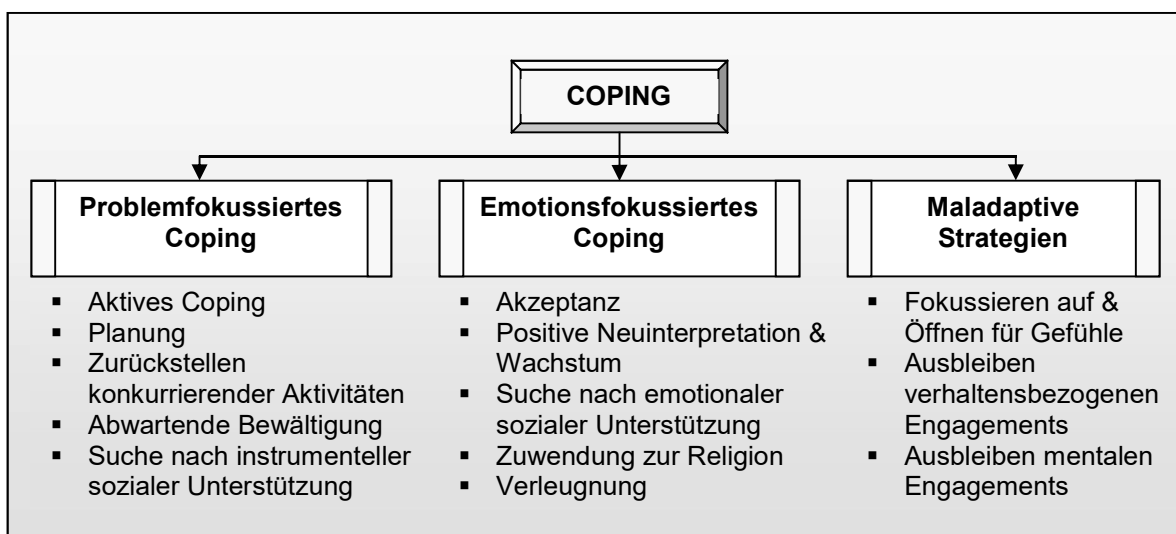 COPING
Problemfokussiertes
Coping
▪ Aktives Coping
▪ Planung
▪ Zurückstellen
konkurrierender Aktivitäten
▪ Abwartende Bewältigung
▪ Suche nach instrumenteller
sozialer Unterstützung
Emotionsfokussiertes
Coping
▪ Akzeptanz
▪ Positive Neuinterpretation &
Wachstum
▪ Suche nach emotionaler
sozialer Unterstützung
▪ Zuwendung zur Religion
▪ Verleugnung
Maladaptive
Strategien
▪ Fokussieren auf &
Öffnen für Gefühle
▪ Ausbleiben
verhaltensbezogenen
Engagements
▪ Ausbleiben mentalen
Engagements